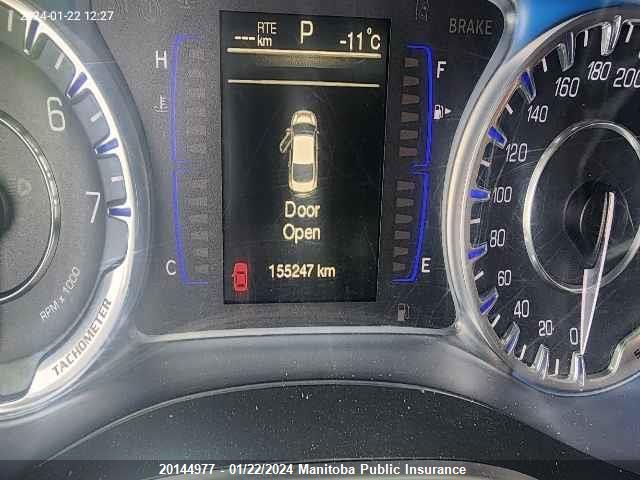 2024-01-22 12:27
--- RTE km P -11°C
BRAKE
H
F
6
7
RPM x 1000
TACHOMETER
Door
Open
C
E
155247 km
200
180
160
140
120
100
80
60
40
20
0
20144977 - 01/22/2024 Manitoba Public Insurance